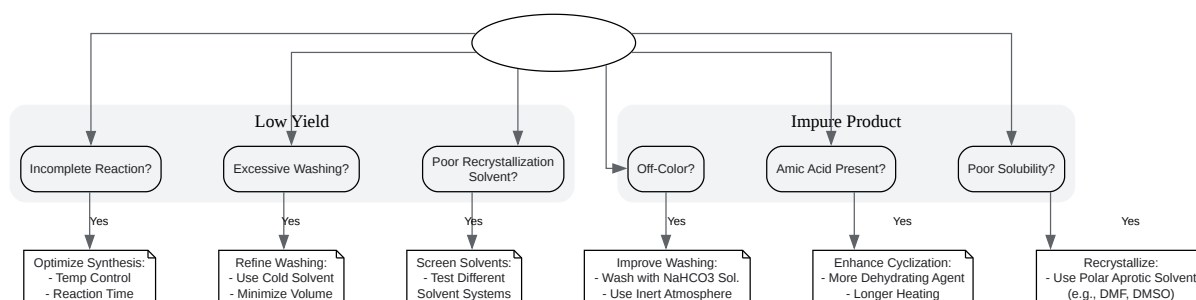 Low Yield
Impure Product
Incomplete Reaction?
Excessive Washing?
Poor Recrystallization
Solvent?
Off-Color?
Amic Acid Present?
Poor Solubility?
Yes
Yes
Yes
Yes
Yes
Yes
Optimize Synthesis:
- Temp Control
- Reaction Time
Refine Washing:
- Use Cold Solvent
- Minimize Volume
Screen Solvents:
- Test Different
Solvent Systems
Improve Washing:
- Wash with NaHCO3 Sol.
- Use Inert Atmosphere
Enhance Cyclization:
- More Dehydrating Agent
- Longer Heating
Recrystallize:
- Use Polar Aprotic Solvent
(e.g., DMF, DMSO)